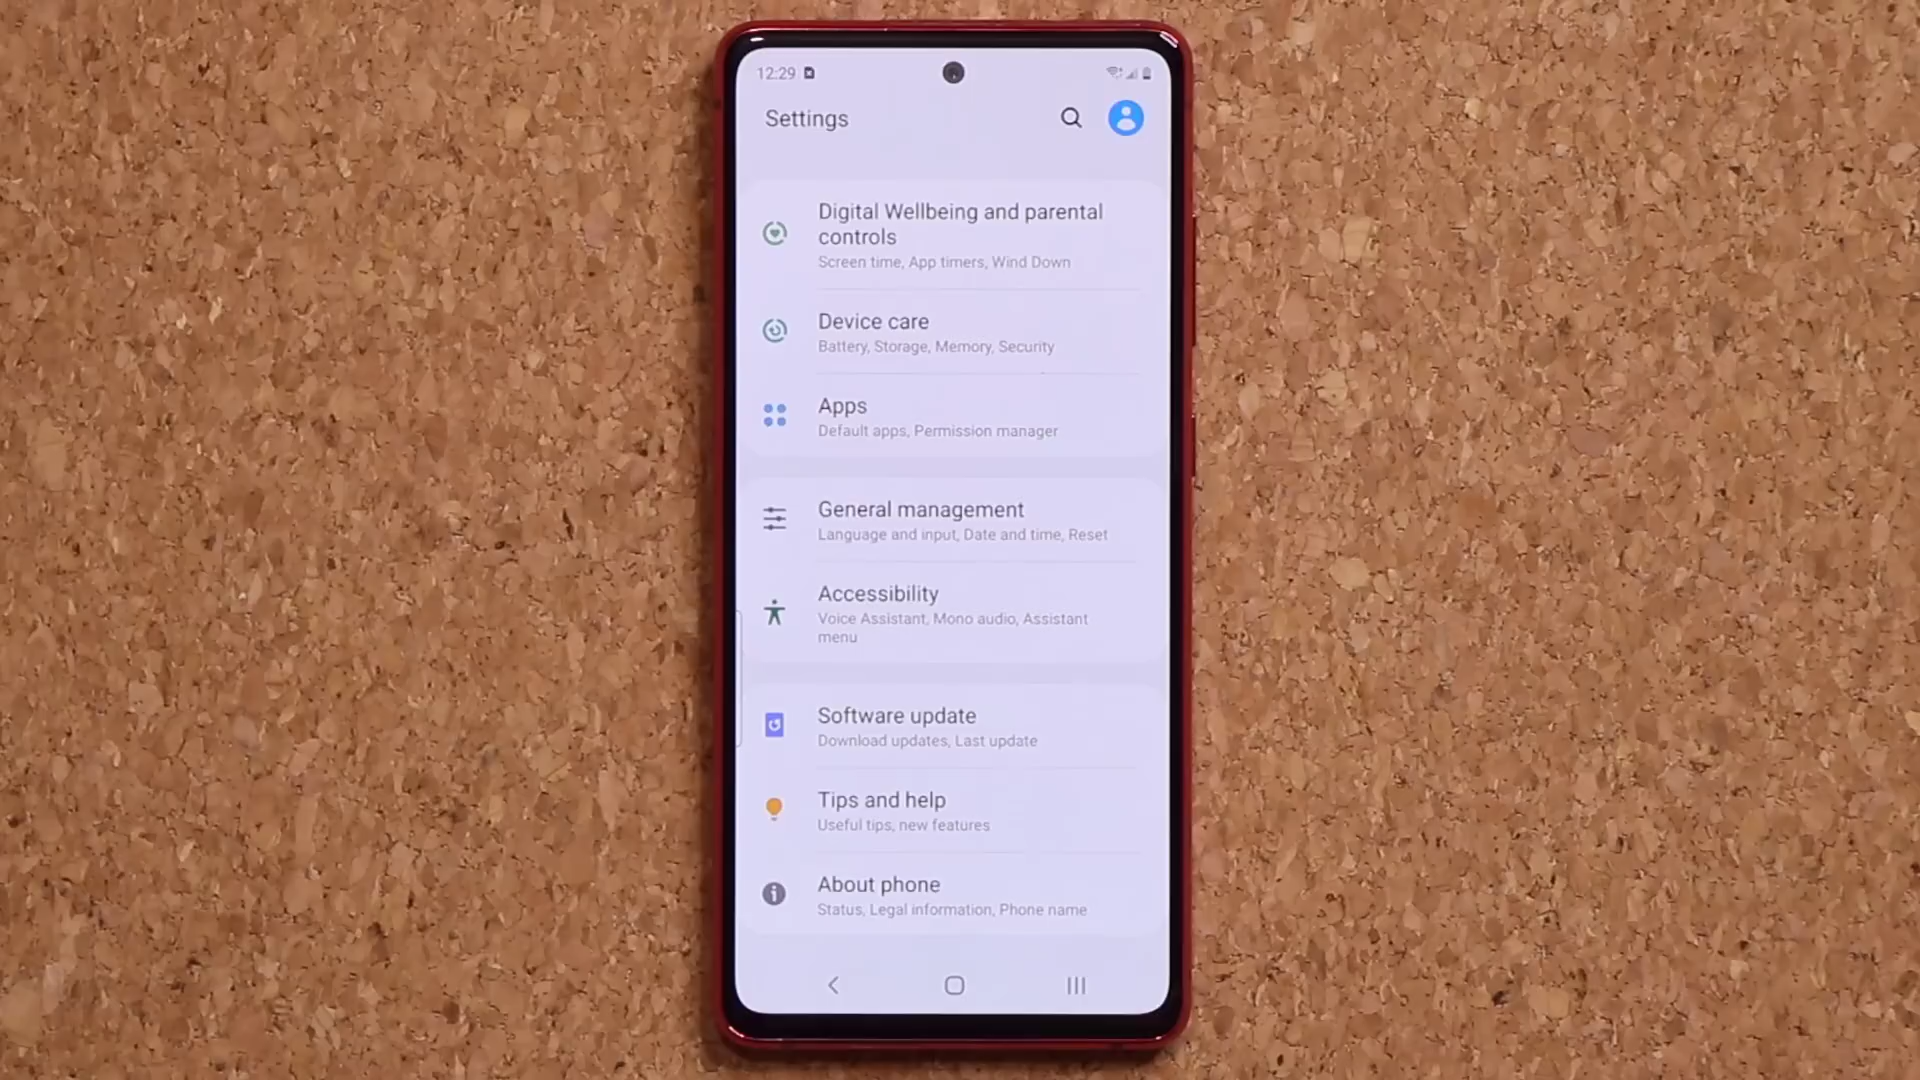 12:29
Settings
Digital Wellbeing and parental
controls
Screen time, App timers, Wind Down
Device care
Battery, Storage, Memory, Security
Apps
Default apps, Permission manager
General management
Language and input, Date and time, Reset
Accessibility
Voice Assistant, Mono audio, Assistant
menu
Software update
Download updates, Last update
Tips and help
Useful tips, new features
About phone
Status, Legal information, Phone name